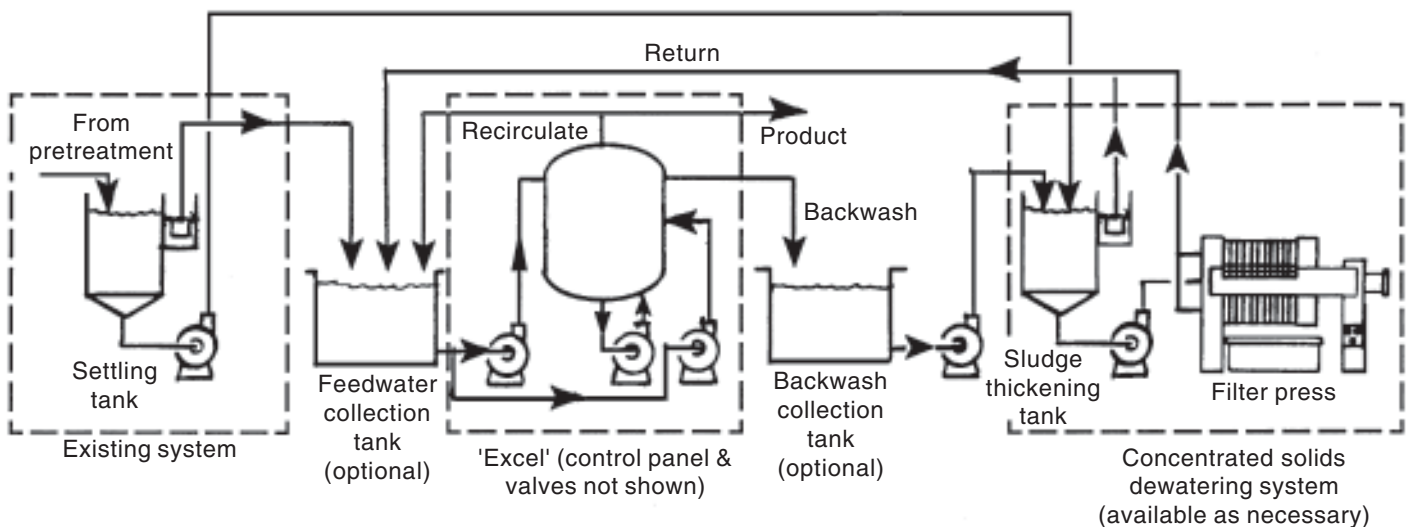 Return
From
pretreatment
Recirculate
Product
Backwash
Settling
tank
Existing system
Feedwater
collection
tank
(optional)
'Excel' (control panel &
valves not shown)
Backwash
collection
tank
(optional)
Sludge
thickening
tank
Filter press
Concentrated solids
dewatering system
(available as necessary)